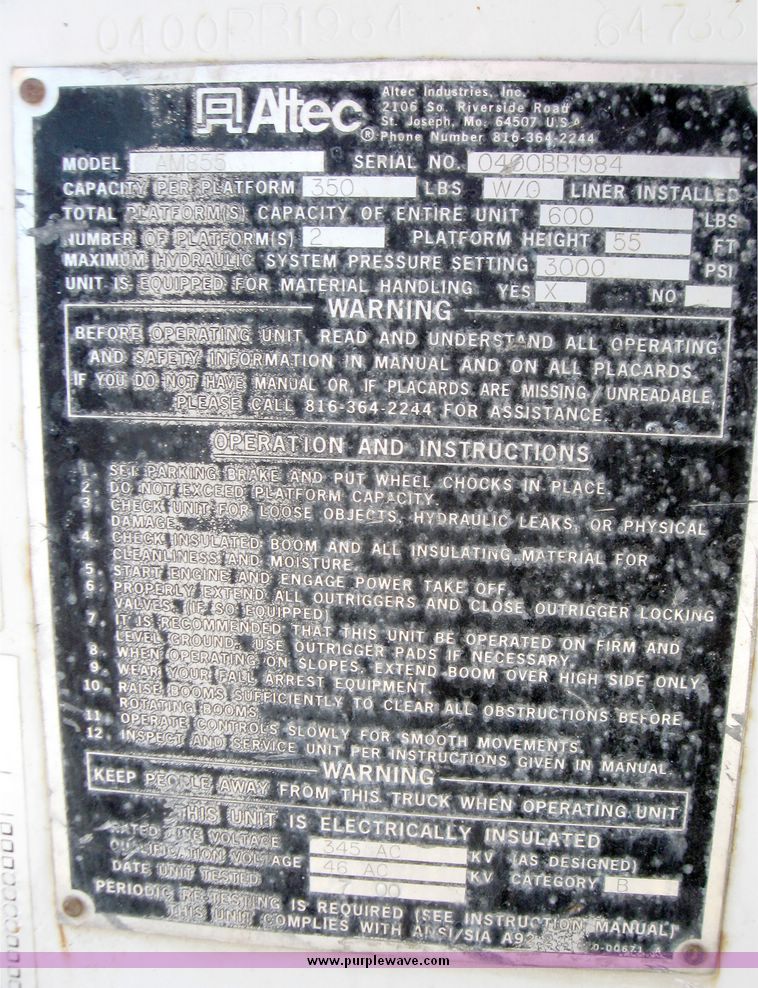 0400BB1984 64733
Altec
Altec Industries, Inc.
2106 So. Riverside Road
St. Joseph, Mo. 64507 U.S.A.
® Phone Number 816-364-2244
MODEL AM855 SERIAL NO. 0400BB1984
CAPACITY PER PLATFORM 350 LBS W/O LINER INSTALLED
TOTAL PLATFORM(S) CAPACITY OF ENTIRE UNIT 600 LBS
NUMBER OF PLATFORM(S) 2 PLATFORM HEIGHT 55 FT
MAXIMUM HYDRAULIC SYSTEM PRESSURE SETTING 3000 PSI
UNIT IS EQUIPPED FOR MATERIAL HANDLING YES X NO
WARNING
BEFORE OPERATING UNIT, READ AND UNDERSTAND ALL OPERATING
AND SAFETY INFORMATION IN MANUAL AND ON ALL PLACARDS.
IF YOU DO NOT HAVE MANUAL OR, IF PLACARDS ARE MISSING / UNREADABLE,
PLEASE CALL 816-364-2244 FOR ASSISTANCE.
OPERATION AND INSTRUCTIONS
1. SET PARKING BRAKE AND PUT WHEEL CHOCKS IN PLACE.
2. DO NOT EXCEED PLATFORM CAPACITY.
3. CHECK UNIT FOR LOOSE OBJECTS, HYDRAULIC LEAKS, OR PHYSICAL
DAMAGE.
4. CHECK INSULATED BOOM AND ALL INSULATING MATERIAL FOR
CLEANLINESS AND MOISTURE.
5. START ENGINE AND ENGAGE POWER TAKE OFF.
6. PROPERLY EXTEND ALL OUTRIGGERS AND CLOSE OUTRIGGER LOCKING
VALVES. (IF SO EQUIPPED)
7. IT IS RECOMMENDED THAT THIS UNIT BE OPERATED ON FIRM AND
LEVEL GROUND. USE OUTRIGGER PADS IF NECESSARY.
8. WHEN OPERATING ON SLOPES, EXTEND BOOM OVER HIGH SIDE ONLY.
9. WEAR YOUR FALL ARREST EQUIPMENT.
10. RAISE BOOMS SUFFICIENTLY TO CLEAR ALL OBSTRUCTIONS BEFORE
ROTATING BOOMS.
11. OPERATE CONTROLS SLOWLY FOR SMOOTH MOVEMENTS.
12. INSPECT AND SERVICE UNIT PER INSTRUCTIONS GIVEN IN MANUAL.
WARNING
KEEP PEOPLE AWAY FROM THIS TRUCK WHEN OPERATING UNIT
THIS UNIT IS ELECTRICALLY INSULATED
RATED LINE VOLTAGE 345 AC KV (AS DESIGNED)
QUALIFICATION VOLTAGE 46 AC KV CATEGORY B
DATE UNIT TESTED 7 00
PERIODIC RE-TESTING IS REQUIRED (SEE INSTRUCTION MANUAL)
THIS UNIT COMPLIES WITH ANSI/SIA A92
www.purplewave.com